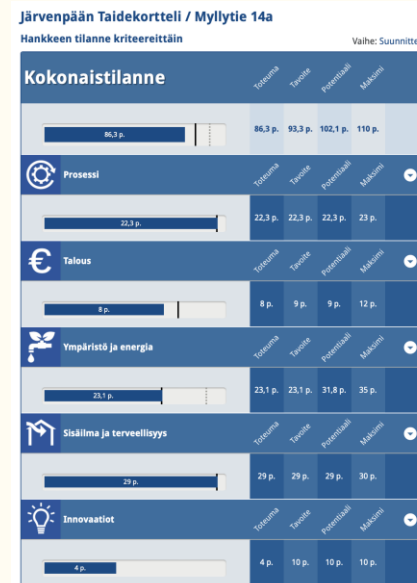 Järvenpään Taidekortteli / Myllytie 14a
Hankkeen tilanne kriteereittäin
Vaihe: Suunnitte
Kokonaistilanne Toteuma Tavoite Potentiaali Maksimi
86,3 p. 86,3 p. 93,3 p. 102,1 p. 110 p.
Prosessi Toteuma Tavoite Potentiaali Maksimi
22,3 p. 22,3 p. 22,3 p. 22,3 p. 23 p.
€ Talous Toteuma Tavoite Potentiaali Maksimi
8 p. 8 p. 9 p. 9 p. 12 p.
Ympäristö ja energia Toteuma Tavoite Potentiaali Maksimi
23,1 p. 23,1 p. 23,1 p. 31,8 p. 35 p.
Sisäilma ja terveellisyys Toteuma Tavoite Potentiaali Maksimi
29 p. 29 p. 29 p. 29 p. 30 p.
Innovaatiot Toteuma Tavoite Potentiaali Maksimi
4 p. 4 p. 10 p. 10 p. 10 p.